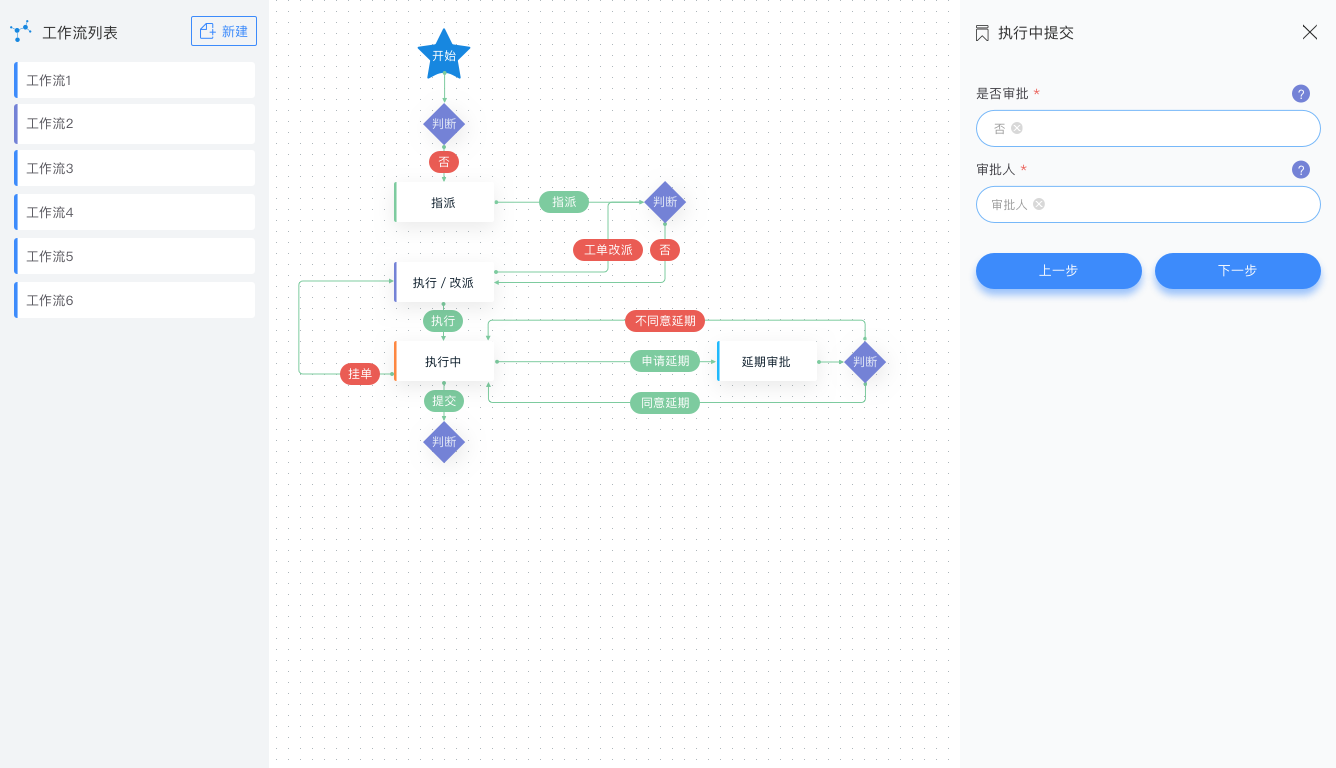 工作流列表
新建
工作流1
工作流2
工作流3
工作流4
工作流5
工作流6
开始
判断
否
指派
指派
判断
工单改派
否
执行 / 改派
执行
不同意延期
执行中
申请延期
延期审批
判断
挂单
提交
同意延期
判断
执行中提交
是否审批 *
?
否
审批人 *
?
审批人
上一步
下一步